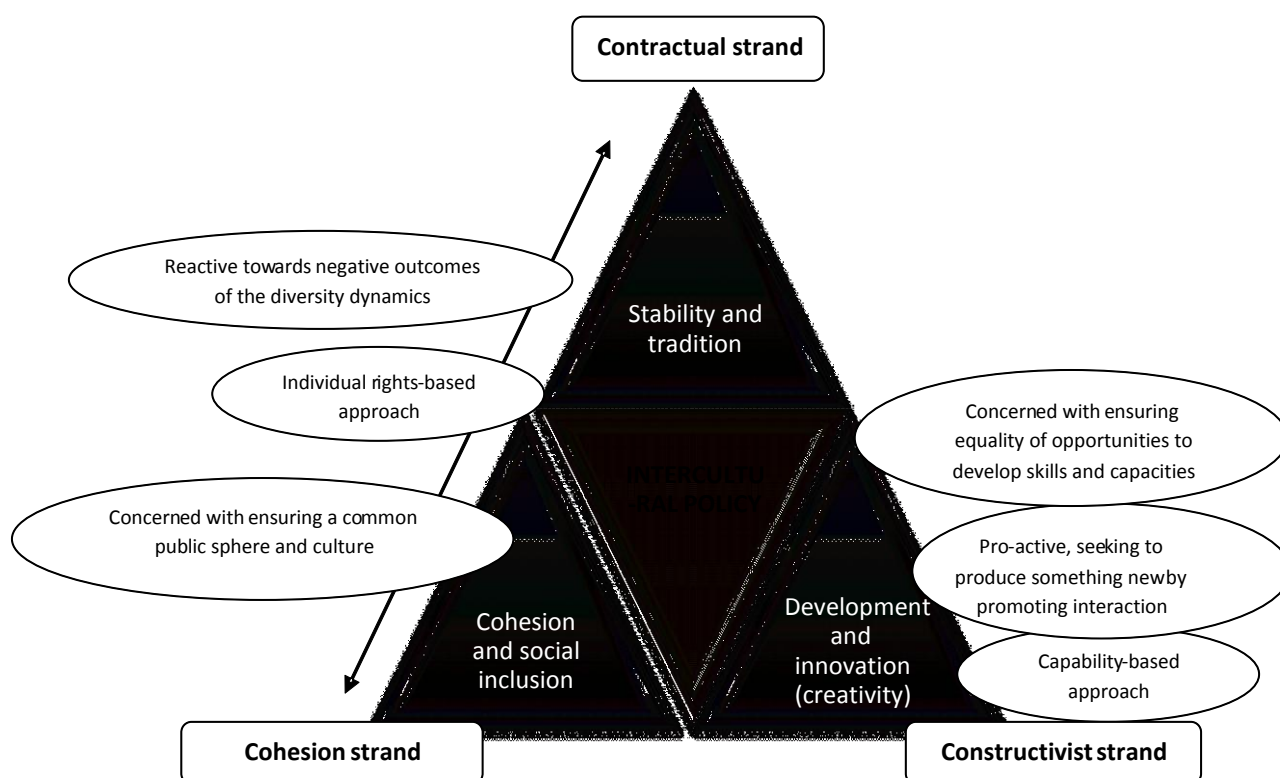 Contractual strand
Reactive towards negative outcomes
of the diversity dynamics
Stability and
tradition
Individual rights-based
approach
Concerned with ensuring
equality of opportunities to
develop skills and capacities
INTERCULTU
-RAL POLICY
Concerned with ensuring a common
public sphere and culture
Pro-active, seeking to
produce something newby
promoting interaction
Cohesion
and social
inclusion
Development
and
innovation
(creativity)
Capability-based
approach
Cohesion strand
Constructivist strand